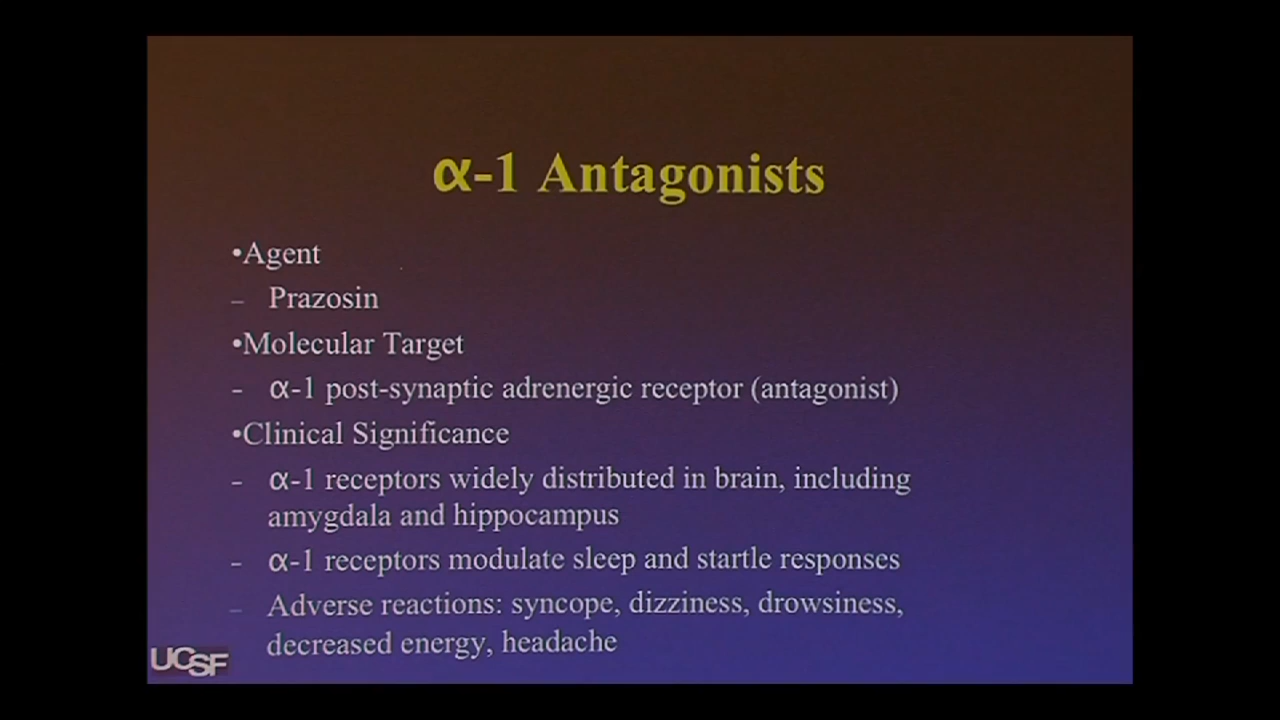 α-1 Antagonists
•Agent
– Prazosin
•Molecular Target
- α-1 post-synaptic adrenergic receptor (antagonist)
•Clinical Significance
- α-1 receptors widely distributed in brain, including
amygdala and hippocampus
- α-1 receptors modulate sleep and startle responses
– Adverse reactions: syncope, dizziness, drowsiness,
decreased energy, headache
UCSF